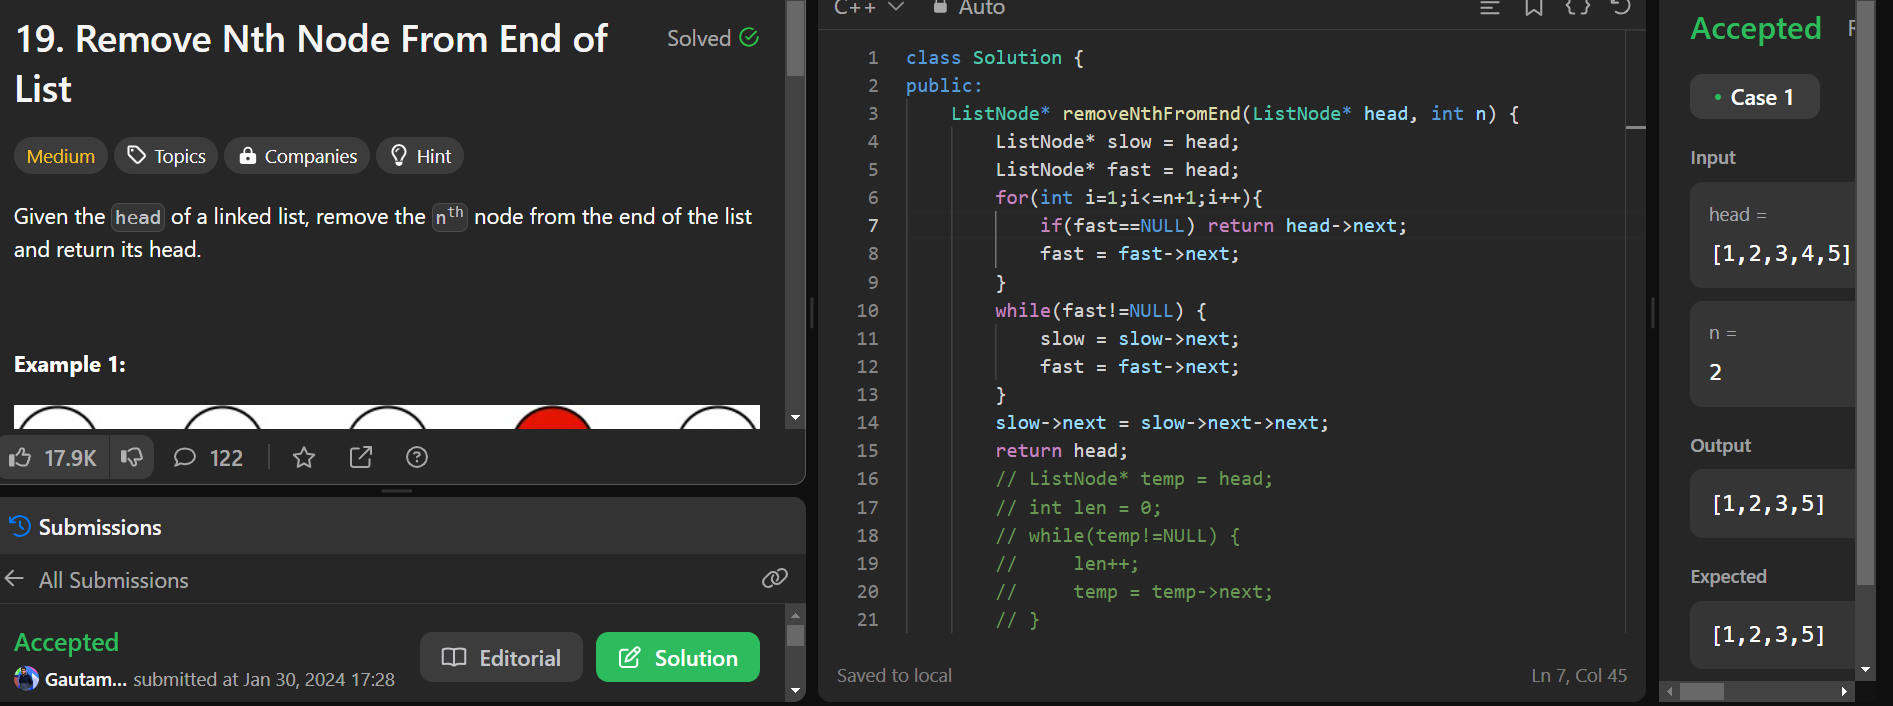 19. Remove Nth Node From End of
List
Solved
Medium Topics Companies Hint
Given the head of a linked list, remove the nth node from the end of the list
and return its head.
Example 1:
17.9K 122
Submissions
All Submissions
Accepted
Gautam... submitted at Jan 30, 2024 17:28
Editorial
Solution
C++ Auto
1 class Solution {
2 public:
3 ListNode* removeNthFromEnd(ListNode* head, int n) {
4 ListNode* slow = head;
5 ListNode* fast = head;
6 for(int i=1;i<=n+1;i++){
7 if(fast==NULL) return head->next;
8 fast = fast->next;
9 }
10 while(fast!=NULL) {
11 slow = slow->next;
12 fast = fast->next;
13 }
14 slow->next = slow->next->next;
15 return head;
16 // ListNode* temp = head;
17 // int len = 0;
18 // while(temp!=NULL) {
19 // len++;
20 // temp = temp->next;
21 // }
Saved to local
Ln 7, Col 45
Accepted
Case 1
Input
head =
[1,2,3,4,5]
n =
2
Output
[1,2,3,5]
Expected
[1,2,3,5]